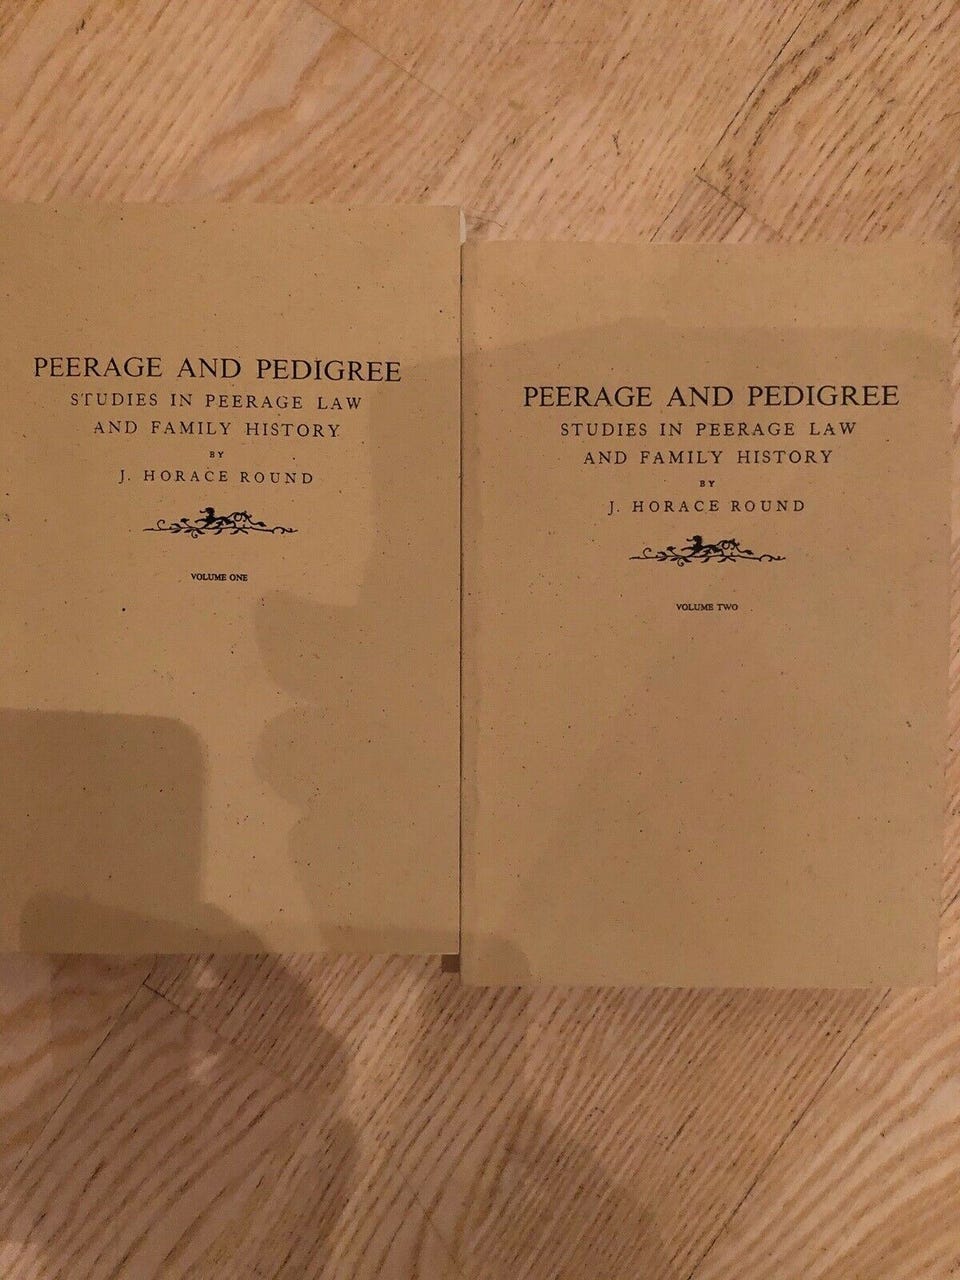 PEERAGE AND PEDIGREE
STUDIES IN PEERAGE LAW
AND FAMILY HISTORY
BY
J. HORACE ROUND
VOLUME ONE
PEERAGE AND PEDIGREE
STUDIES IN PEERAGE LAW
AND FAMILY HISTORY
BY
J. HORACE ROUND
VOLUME TWO